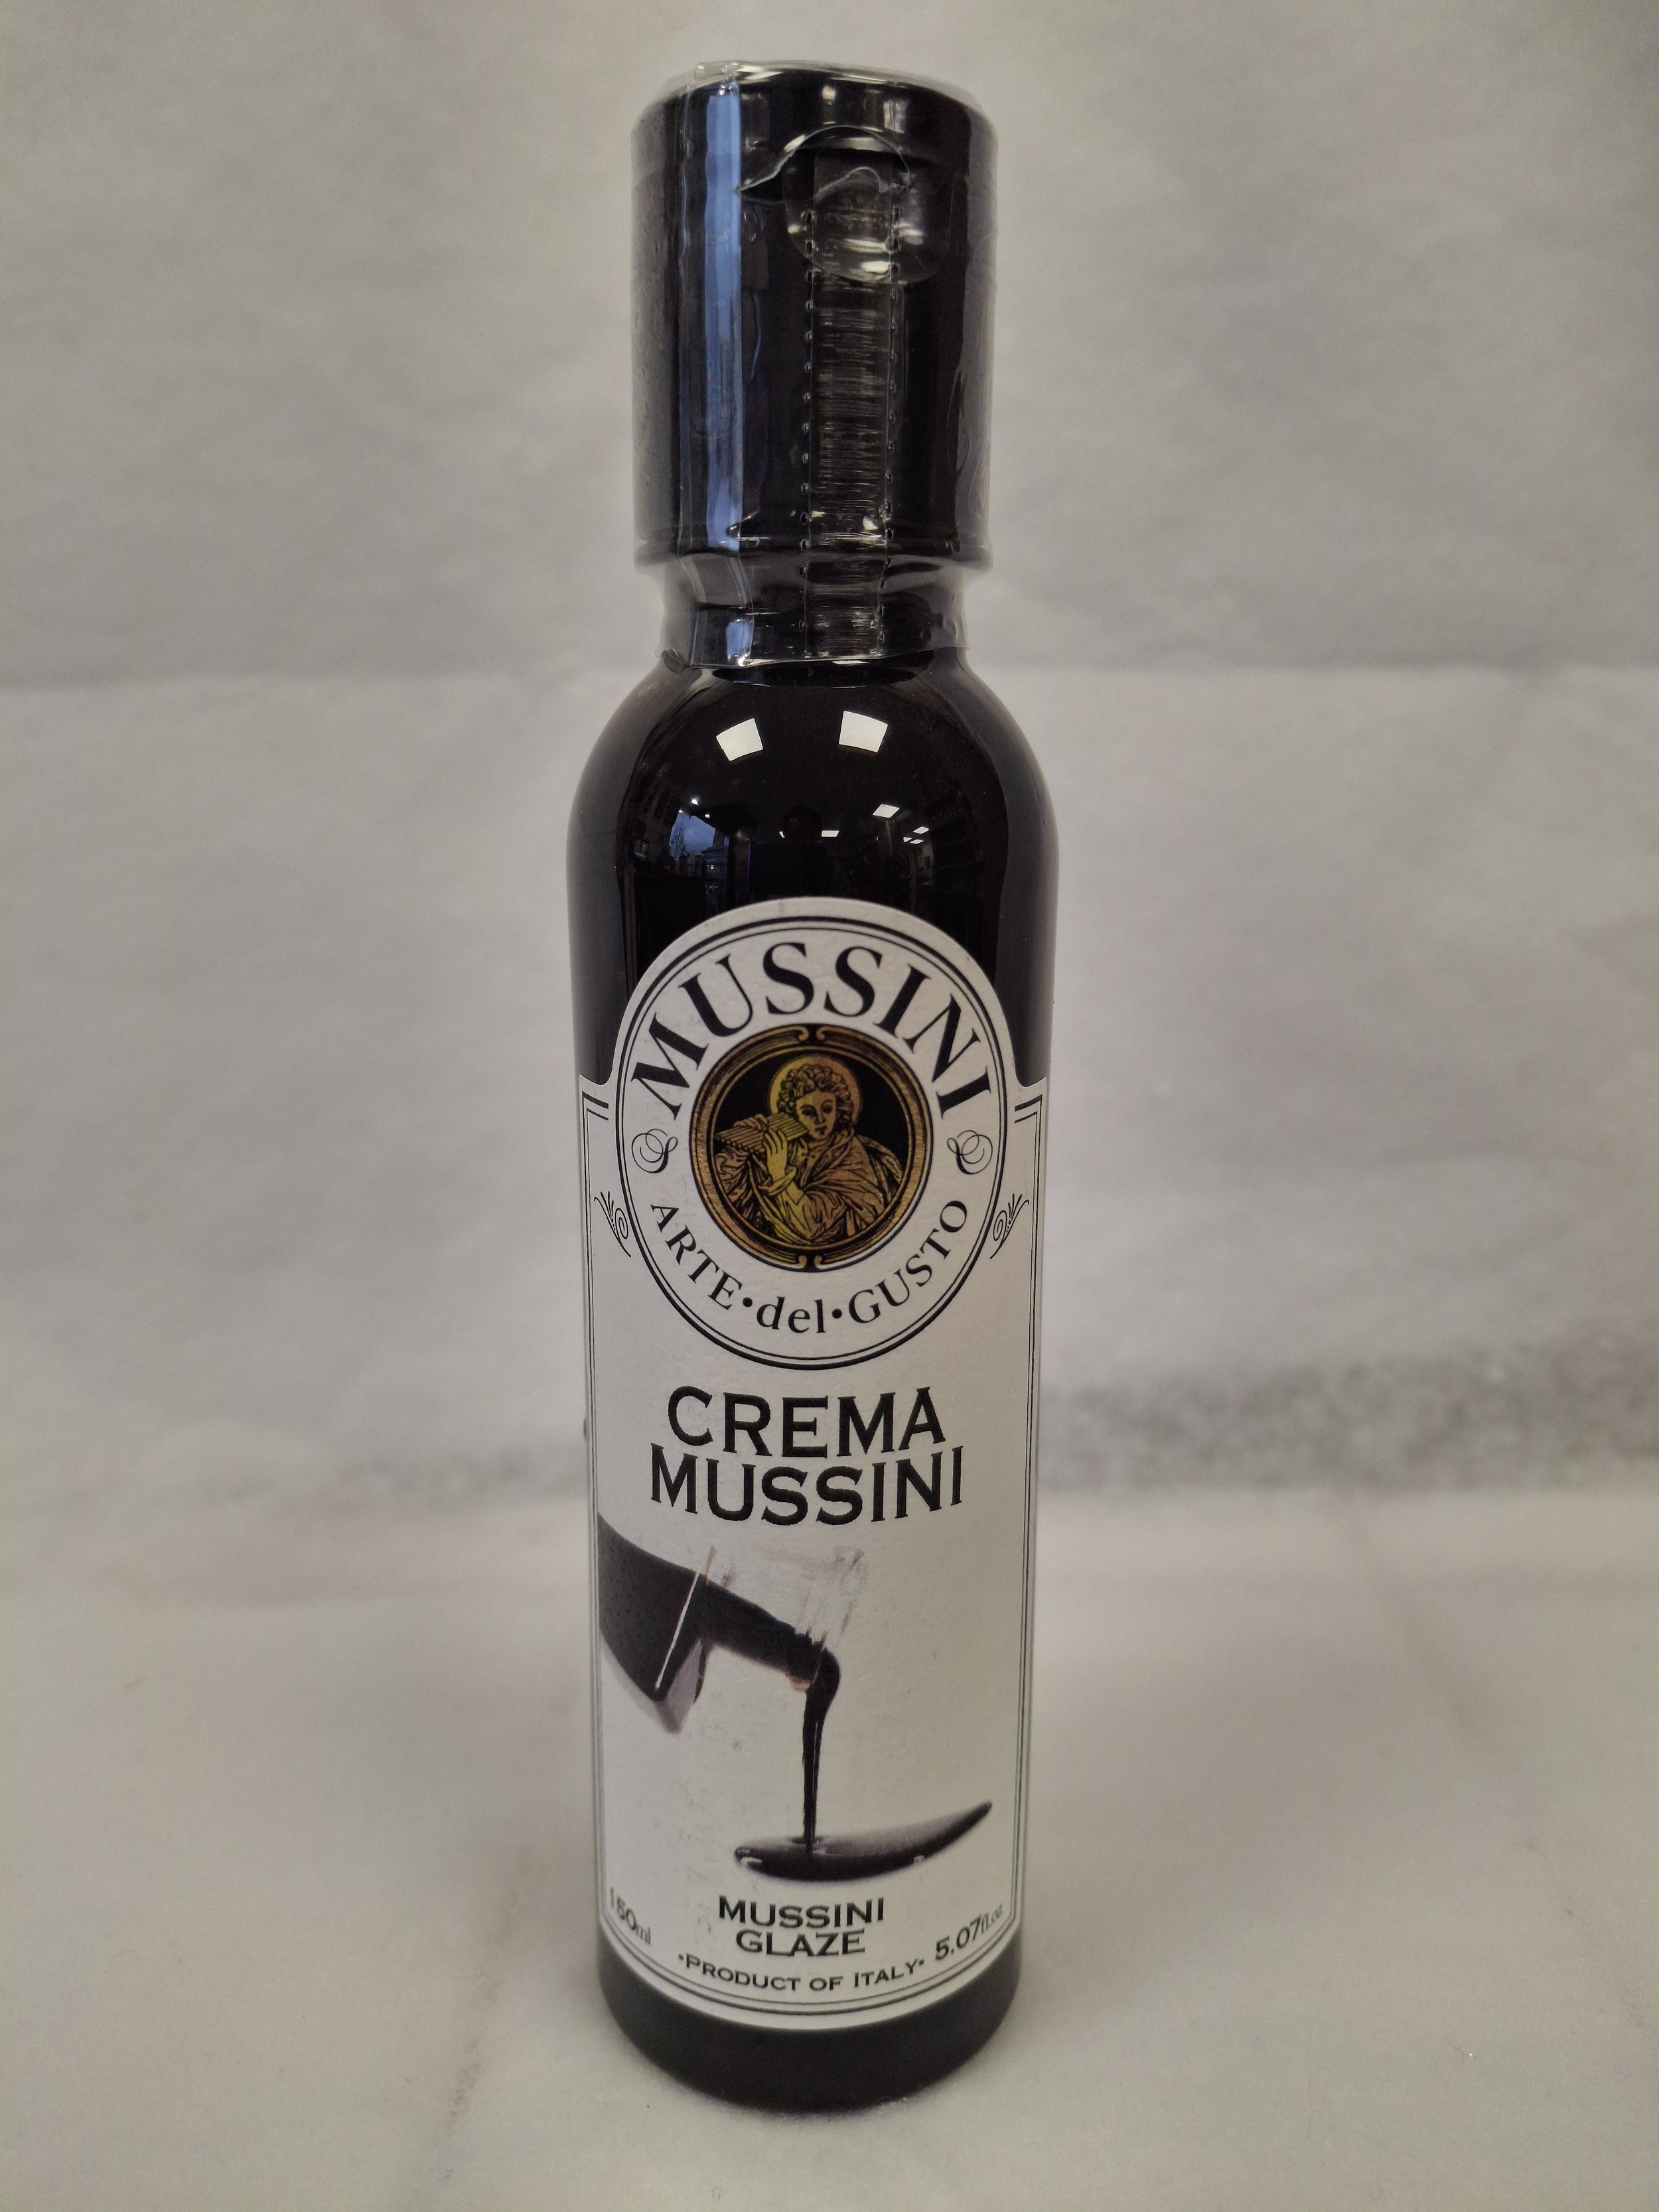 MUSSINI
ARTE•del•GUSTO
CREMA
MUSSINI
MUSSINI
GLAZE
150ml
•PRODUCT OF ITALY•
5.07fl.oz